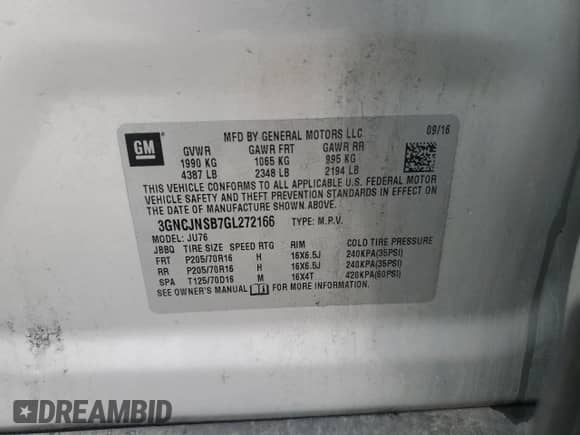 GM
MFD BY GENERAL MOTORS LLC 09/16
GVWR GAWR FRT GAWR RR
1990 KG 1065 KG 995 KG
4387 LB 2348 LB 2194 LB
THIS VEHICLE CONFORMS TO ALL APPLICABLE U.S. FEDERAL MOTOR
VEHICLE SAFETY AND THEFT PREVENTION STANDARDS IN EFFECT ON
THE DATE OF MANUFACTURE SHOWN ABOVE.
3GNCJNSB7GL272166 TYPE: M.P.V.
MODEL: JU76
JBBQ TIRE SIZE SPEED RTG RIM COLD TIRE PRESSURE
FRT P205/70R16 H 16X6.5J 240KPA(35PSI)
RR P205/70R16 H 16X6.5J 240KPA(35PSI)
SPA T125/70D16 M 16X4T 420KPA(60PSI)
SEE OWNER'S MANUAL FOR MORE INFORMATION.
DREAMBID